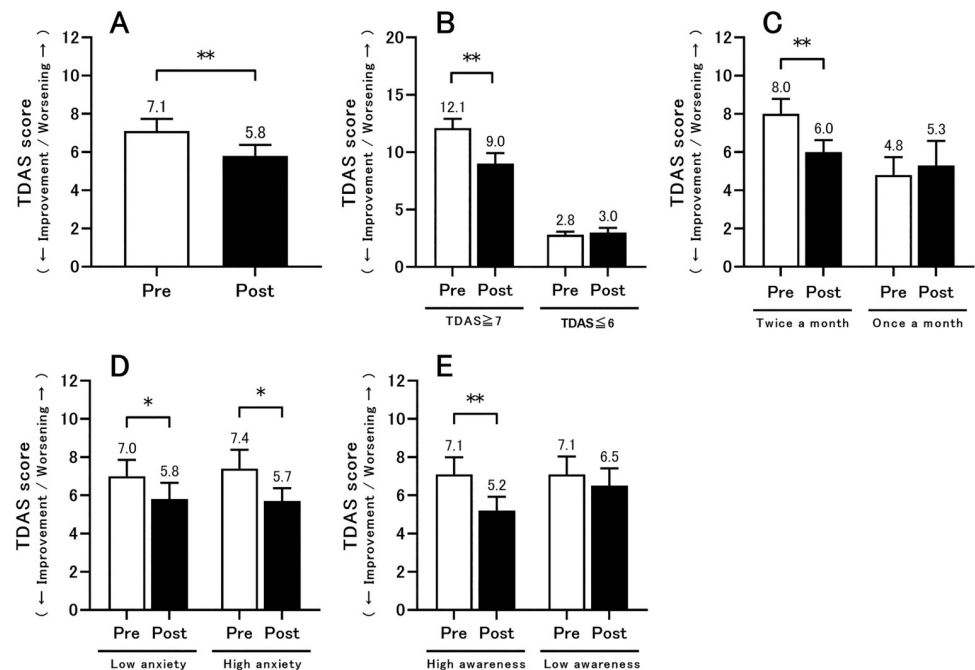 A
TDAS score
( ← Improvement / Worsening → )
12
10
8
6
4
2
0
**
7.1
5.8
Pre
Post
B
TDAS score
( ← Improvement / Worsening → )
20
15
10
5
0
**
12.1
9.0
2.8
3.0
Pre Post Pre Post
TDAS≧7
TDAS≦6
C
TDAS score
( ← Improvement / Worsening → )
12
10
8
6
4
2
0
**
8.0
6.0
4.8
5.3
Pre Post Pre Post
Twice a month
Once a month
D
TDAS score
( ← Improvement / Worsening → )
12
10
8
6
4
2
0
*
*
7.0
5.8
7.4
5.7
Pre Post Pre Post
Low anxiety
High anxiety
E
TDAS score
( ← Improvement / Worsening → )
12
10
8
6
4
2
0
**
7.1
5.2
7.1
6.5
Pre Post Pre Post
High awareness
Low awareness